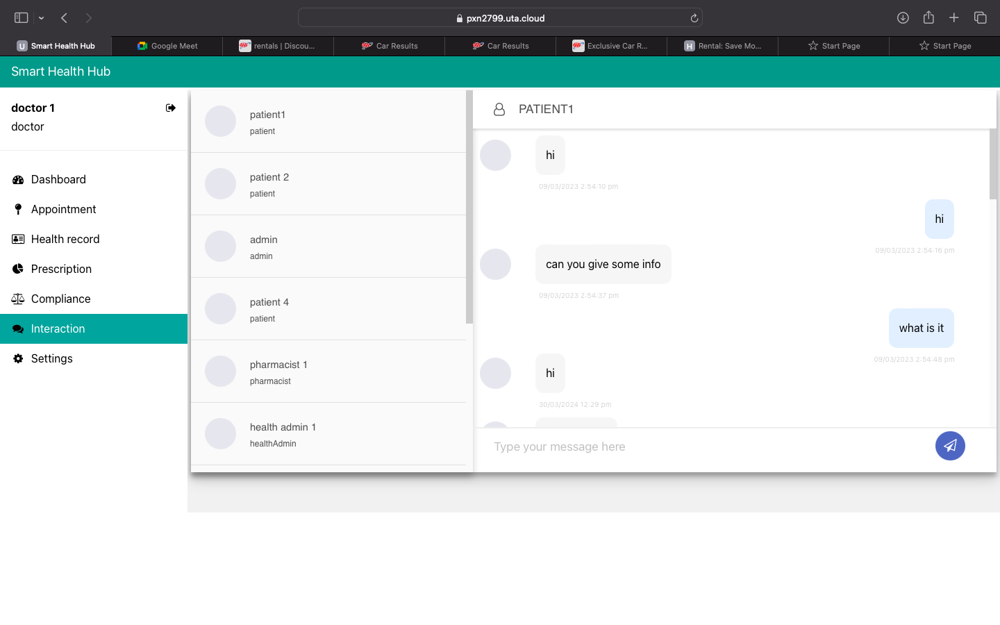 pxn2799.uta.cloud
U Smart Health Hub
Google Meet
rentals | Discou...
Car Results
Car Results
Exclusive Car R...
H Rental: Save Mo...
Start Page
Start Page
Smart Health Hub
doctor 1
doctor
Dashboard
Appointment
Health record
Prescription
Compliance
Interaction
Settings
patient1
patient
patient 2
patient
admin
admin
patient 4
patient
pharmacist 1
pharmacist
health admin 1
healthAdmin
PATIENT1
hi
09/03/2023 2:54:10 pm
hi
09/03/2023 2:54:16 pm
can you give some info
09/03/2023 2:54:37 pm
what is it
09/03/2023 2:54:48 pm
hi
30/03/2024 12:29 pm
Type your message here